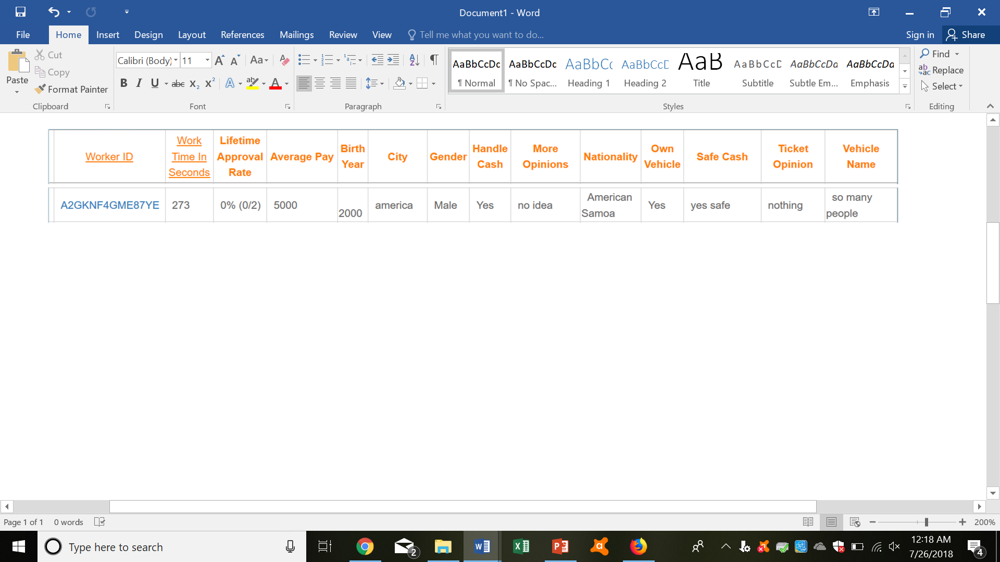 Document1 - Word
File Home Insert Design Layout References Mailings Review View Tell me what you want to do... Sign in Share
Paste Cut
Copy
Format Painter
Calibri (Body) 11
AaBbCcDc AaBbCcDc AaBbCc AaBbCcD AaB AaBbCcD AaBbCcDa AaBbCcDa
¶ Normal ¶ No Spac... Heading 1 Heading 2 Title Subtitle Subtle Em... Emphasis
Find
Replace
Select
Clipboard Font Paragraph Styles Editing
Worker ID
Work
Time In
Seconds
Lifetime
Approval
Rate
Average Pay
Birth
Year
City
Gender
Handle
Cash
More
Opinions
Nationality
Own
Vehicle
Safe Cash
Ticket
Opinion
Vehicle
Name
A2GKNF4GME87YE
273
0% (0/2)
5000
2000
america
Male
Yes
no idea
American
Samoa
Yes
yes safe
nothing
so many
people
Page 1 of 1 0 words 200%
Type here to search
2
12:18 AM
7/26/2018
4